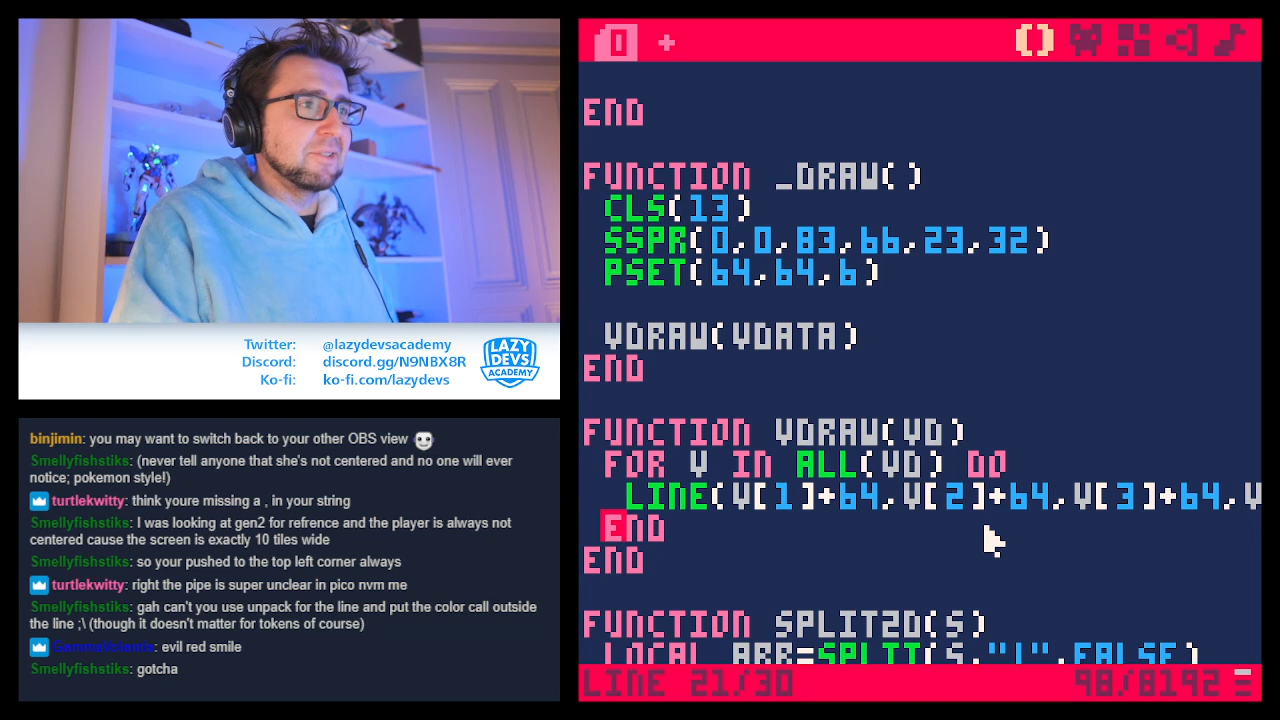 Twitter: @lazydevsacademy
Discord: discord.gg/N9NBX8R
Ko-fi: ko-fi.com/lazydevs
LAZY
DEVS
ACADEMY
binjimin: you may want to switch back to your other OBS view
Smellyfishstiks: (never tell anyone that she's not centered and no one will ever
notice; pokemon style!)
turtlekwitty: think youre missing a , in your string
Smellyfishstiks: I was looking at gen2 for refrence and the player is always not
centered cause the screen is exactly 10 tiles wide
Smellyfishstiks: so your pushed to the top left corner always
turtlekwitty: right the pipe is super unclear in pico nvm me
Smellyfishstiks: gah can't you use unpack for the line and put the color call outside
the line ;\ (though it doesn't matter for tokens of course)
evil red smile
Smellyfishstiks: gotcha
0 +
END
FUNCTION _DRAW()
CLS(13)
SSPR(0,0,83,66,23,32)
PSET(64,64,6)
VDRAW(VDATA)
END
FUNCTION VDRAW(VD)
FOR V IN ALL(VD) DO
LINE(V[1]+64,V[2]+64,V[3]+64,V
END
END
FUNCTION SPLIT2D(S)
LOCAL ARR=SPLIT(S,"|",FALSE)
LINE 21/30 98/8192